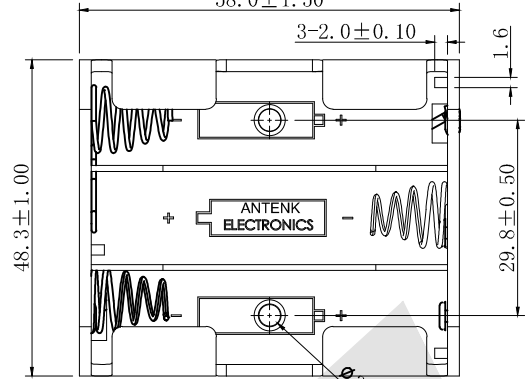 58.0±1.50
3-2.0±0.10
1.6
48.3±1.00
29.8±0.50
- +
ANTENK
+ -
ELECTRONICS
- +
Ø